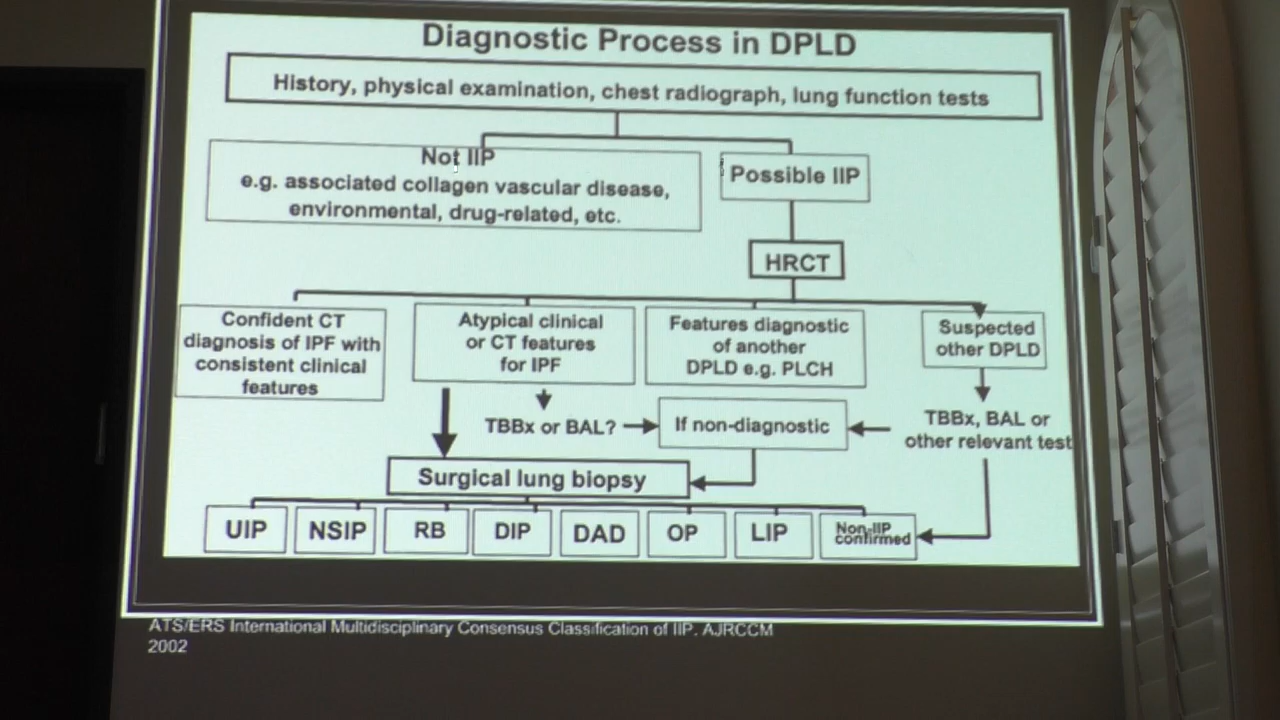 Diagnostic Process in DPLD
History, physical examination, chest radiograph, lung function tests
Not IIP
e.g. associated collagen vascular disease,
environmental, drug-related, etc.
Possible IIP
HRCT
Confident CT
diagnosis of IPF with
consistent clinical
features
Atypical clinical
or CT features
for IPF
Features diagnostic
of another
DPLD e.g. PLCH
Suspected
other DPLD
TBBx or BAL?
If non-diagnostic
TBBx, BAL or
other relevant test
Surgical lung biopsy
UIP
NSIP
RB
DIP
DAD
OP
LIP
Non-IIP
confirmed
ATS/ERS International Multidisciplinary Consensus Classification of IIP. AJRCCM
2002